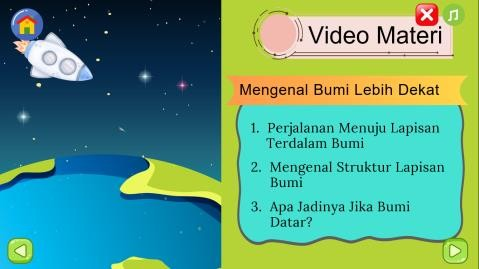 Video Materi
Mengenal Bumi Lebih Dekat
1. Perjalanan Menuju Lapisan
Terdalam Bumi
2. Mengenal Struktur Lapisan
Bumi
3. Apa Jadinya Jika Bumi
Datar?